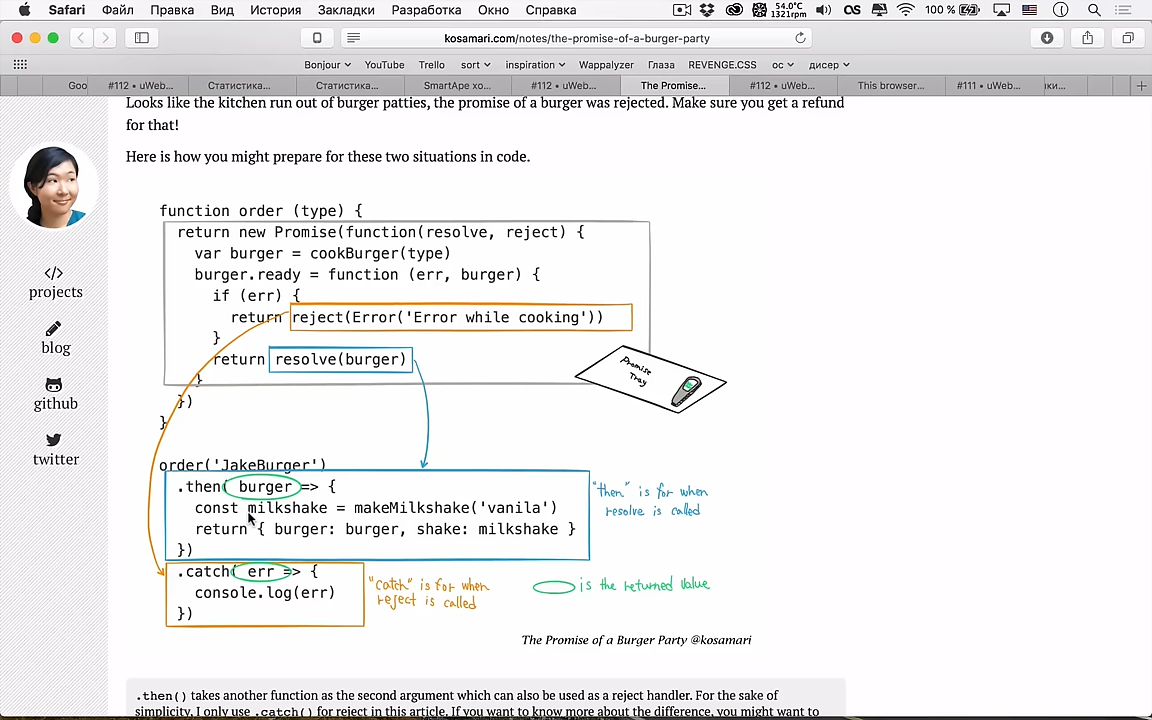 Safari Файл Правка Вид История Закладки Разработка Окно Справка 54.0°C 1321rpm 100 %
kosamari.com/notes/the-promise-of-a-burger-party
Bonjour YouTube Trello sort inspiration Wappalyzer Глаза REVENGE.CSS ос дисер
Goo #112 • uWeb... Статистика... Статистика... SmartApe хо... #112 • uWeb... The Promise... #112 • uWeb... This browser... #111 • uWeb... ки...
Looks like the kitchen run out of burger patties, the promise of a burger was rejected. Make sure you get a refund
for that!
Here is how you might prepare for these two situations in code.
projects
blog
github
twitter
function order (type) {
return new Promise(function(resolve, reject) {
var burger = cookBurger(type)
burger.ready = function (err, burger) {
if (err) {
return reject(Error('Error while cooking'))
}
return resolve(burger)
}
})
}
Promise
Tray
order('JakeBurger')
.then( burger => {
const milkshake = makeMilkshake('vanila')
return { burger: burger, shake: milkshake }
})
"then" is for when
resolve is called
.catch( err => {
console.log(err)
})
"catch" is for when
reject is called
is the returned value
The Promise of a Burger Party @kosamari
.then() takes another function as the second argument which can also be used as a reject handler. For the sake of
simplicity, I only use .catch() for reject in this article. If you want to know more about the difference, you might want to